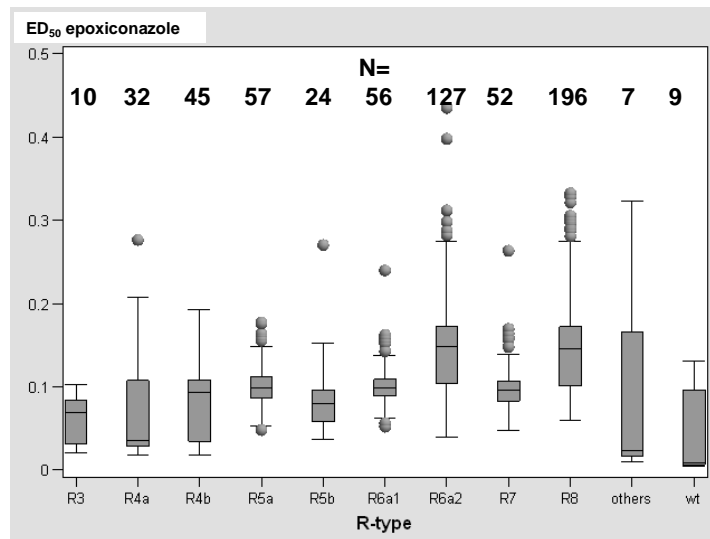 ED₅₀ epoxiconazole
0.5
N=
10 32 45 57 24 56 127 52 196 7 9
0.4
0.3
0.2
0.1
0
R3 R4a R4b R5a R5b R6a1 R6a2 R7 R8 others wt
R-type